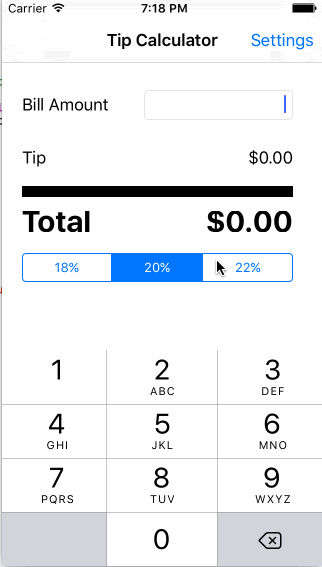 Carrier 7:18 PM
Tip Calculator Settings
Bill Amount
Tip $0.00
Total $0.00
18% 20% 22%
1 2 3
ABC DEF
4 5 6
GHI JKL MNO
7 8 9
PQRS TUV WXYZ
0